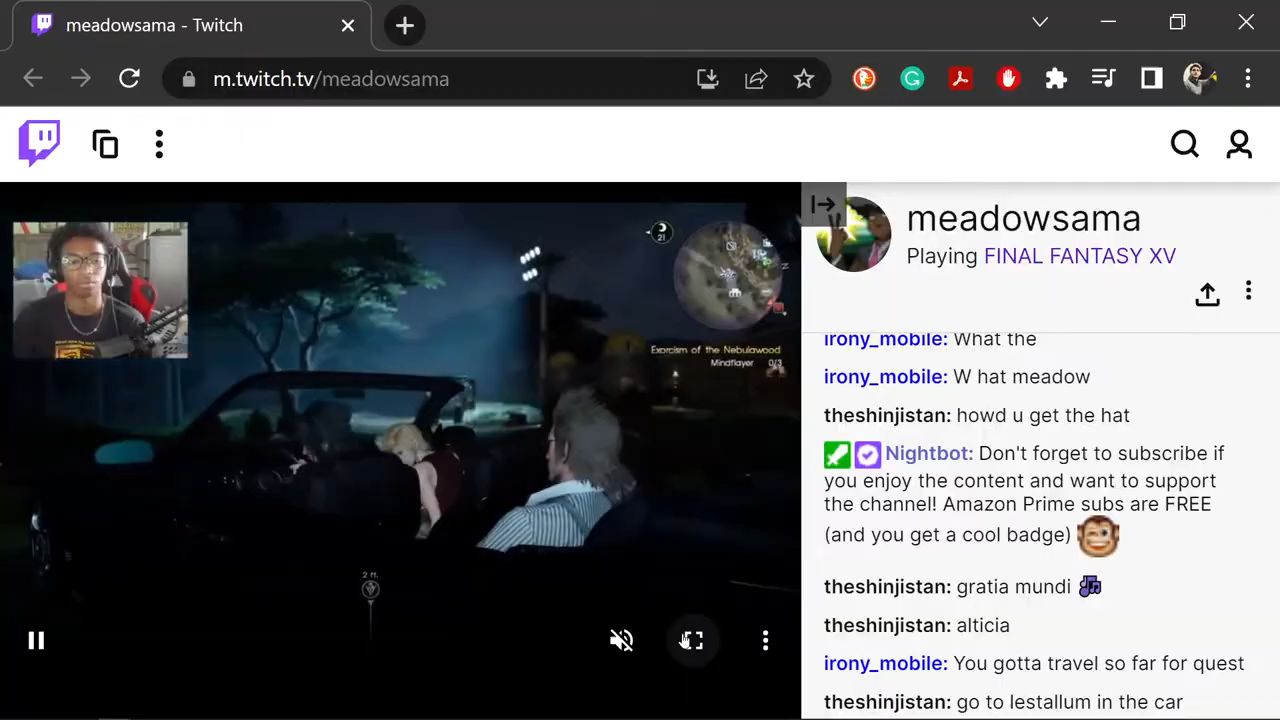 meadowsama - Twitch
m.twitch.tv/meadowsama
meadowsama
Playing FINAL FANTASY XV
21
Exorcism of the Nebulawood
Mindflayer 0/3
2 ft.
irony_mobile: What the
irony_mobile: W hat meadow
theshinjistan: howd u get the hat
Nightbot: Don't forget to subscribe if
you enjoy the content and want to support
the channel! Amazon Prime subs are FREE
(and you get a cool badge)
theshinjistan: gratia mundi
theshinjistan: alticia
irony_mobile: You gotta travel so far for quest
theshinjistan: go to lestallum in the car